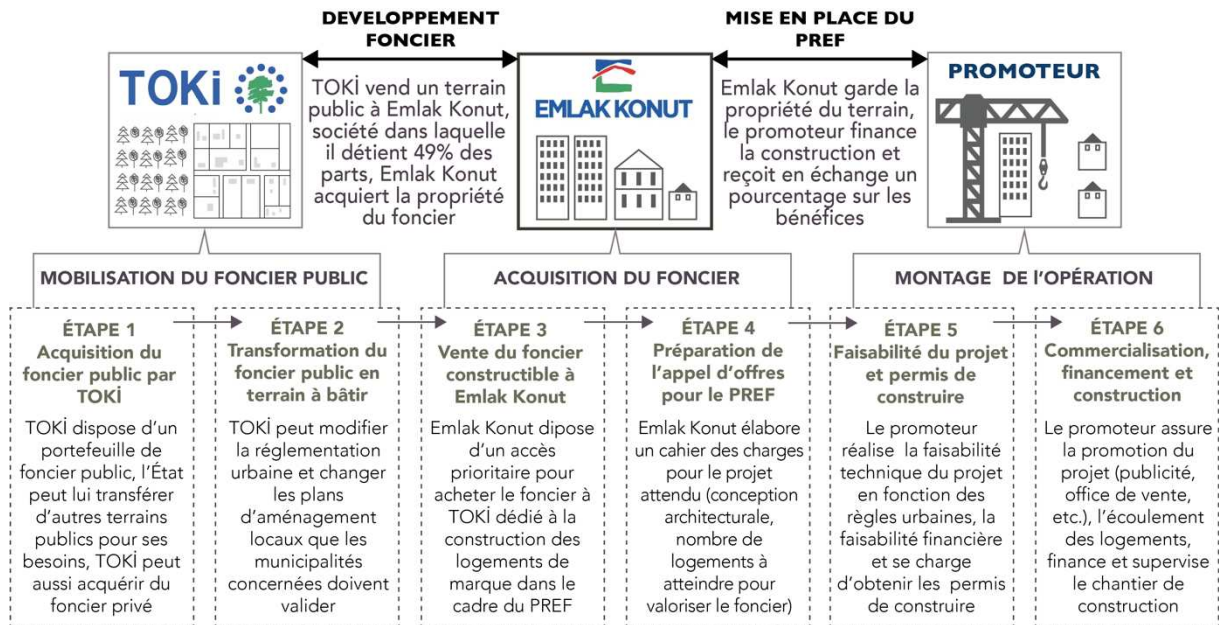 DEVELOPPEMENT
FONCIER
MISE EN PLACE DU
PREF
TOKi
TOKİ vend un terrain
public à Emlak Konut,
société dans laquelle
il détient 49% des
parts, Emlak Konut
acquiert la propriété
du foncier
EMLAK KONUT
Emlak Konut garde la
propriété du terrain,
le promoteur finance
la construction et
reçoit en échange un
pourcentage sur les
bénéfices
PROMOTEUR
MOBILISATION DU FONCIER PUBLIC
ACQUISITION DU FONCIER
MONTAGE DE l'OPÉRATION
ÉTAPE 1
Acquisition du
foncier public par
TOKİ
TOKİ dispose d'un
portefeuille de
foncier public, l'État
peut lui transférer
d'autres terrains
publics pour ses
besoins, TOKİ peut
aussi acquérir du
foncier privé
ÉTAPE 2
Transformation du
foncier public en
terrain à bâtir
TOKİ peut modifier
la réglementation
urbaine et changer
les plans
d'aménagement
locaux que les
municipalités
concernées doivent
valider
ÉTAPE 3
Vente du foncier
constructible à
Emlak Konut
Emlak Konut dipose
d'un accès
prioritaire pour
acheter le foncier à
TOKİ dédié à la
construction des
logements de
marque dans le
cadre du PREF
ÉTAPE 4
Préparation de
l'appel d'offres
pour le PREF
Emlak Konut élabore
un cahier des charges
pour le projet
attendu (conception
architecturale,
nombre de
logements à
atteindre pour
valoriser le foncier)
ÉTAPE 5
Faisabilité du projet
et permis de
construire
Le promoteur
réalise la faisabilité
technique du projet
en fonction des
règles urbaines, la
faisabilité financière
et se charge
d'obtenir les permis
de construire
ÉTAPE 6
Commercialisation,
financement et
construction
Le promoteur assure
la promotion du
projet (publicité,
office de vente,
etc.), l'écoulement
des logements,
finance et supervise
le chantier de
construction